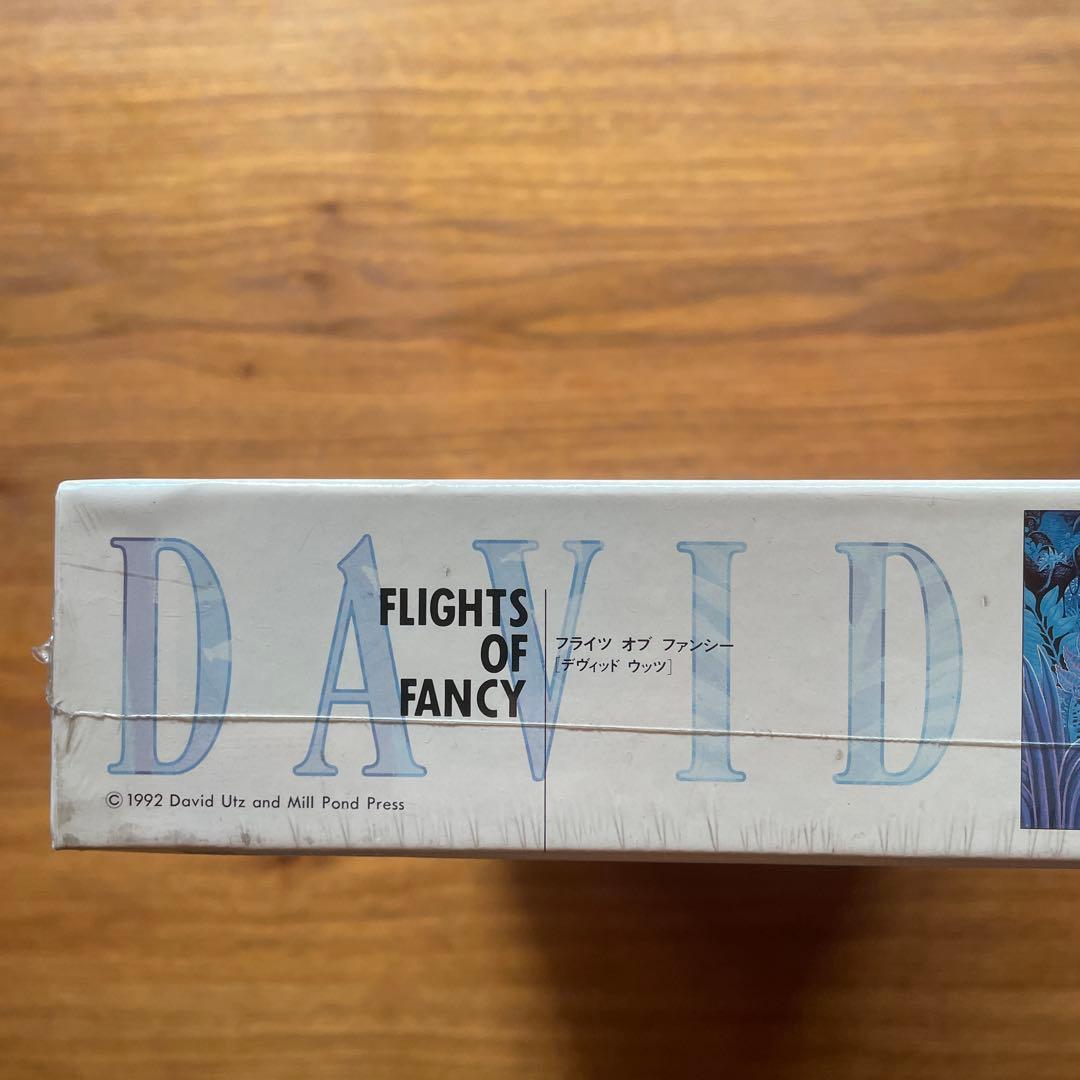 DAVID
FLIGHTS
OF
FANCY
フライツ オブ ファンシー
[デヴィッド ウッツ]
© 1992 David Utz and Mill Pond Press